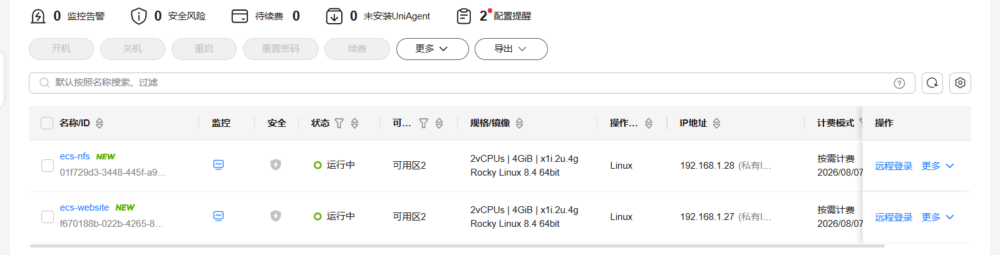 0 监控告警 0 安全风险 待续费 0 0 未安装UniAgent 2 配置提醒
开机 关机 重启 重置密码 续费 更多 导出
默认按照名称搜索、过滤
名称/ID 监控 安全 状态 可... 规格/镜像 操作... IP地址 计费模式 操作
ecs-nfs NEW
01f729d3-3448-445f-a9...
运行中
可用区2
2vCPUs | 4GiB | x1i.2u.4g
Rocky Linux 8.4 64bit
Linux
192.168.1.28 (私有I...
按需计费
2026/08/07
远程登录 更多
ecs-website NEW
f670188b-022b-4265-8...
运行中
可用区2
2vCPUs | 4GiB | x1i.2u.4g
Rocky Linux 8.4 64bit
Linux
192.168.1.27 (私有I...
按需计费
2026/08/07
远程登录 更多